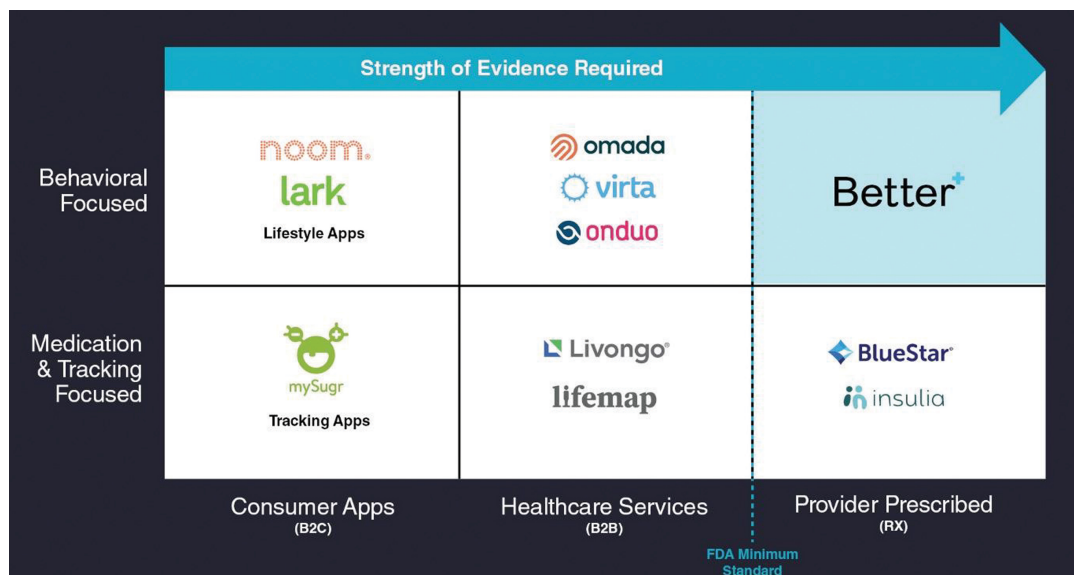 Strength of Evidence Required
Behavioral
Focused
noom®
lark
Lifestyle Apps
omada
virta
onduo
Better+
Medication
& Tracking
Focused
mySugr
Tracking Apps
Livongo®
lifemap
BlueStar®
insulia
Consumer Apps
(B2C)
Healthcare Services
(B2B)
Provider Prescribed
(RX)
FDA Minimum
Standard